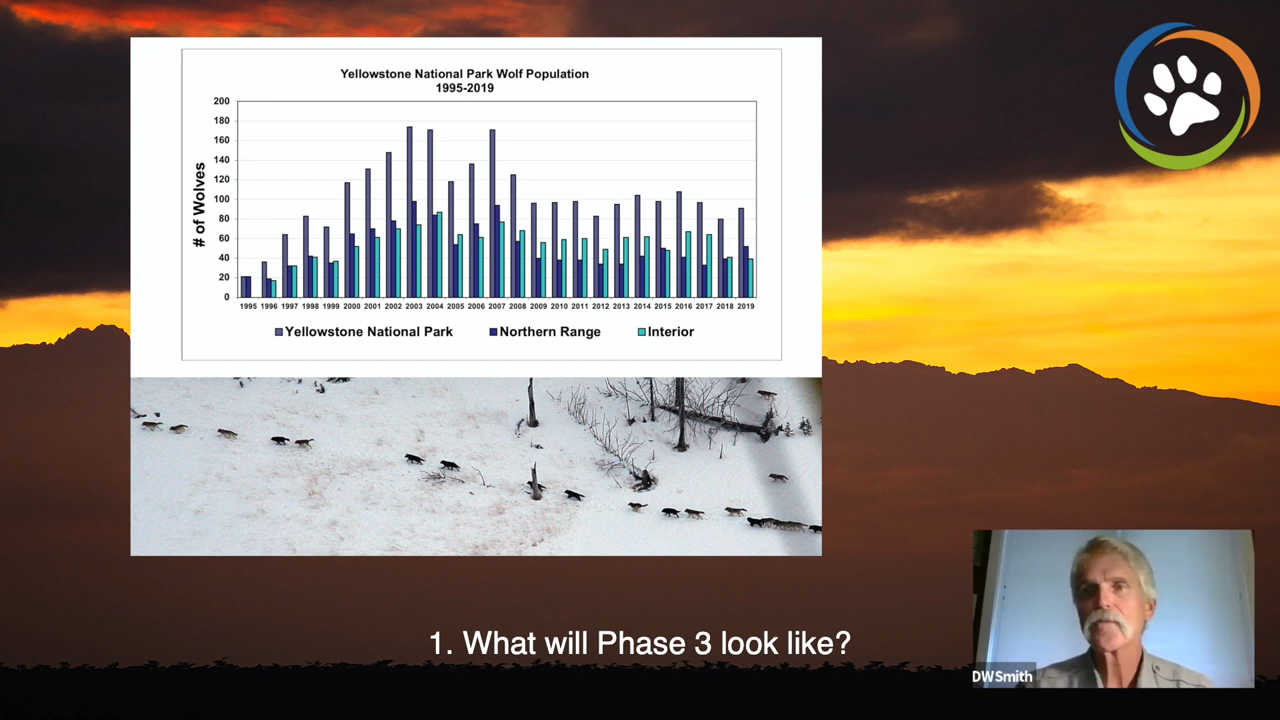 Yellowstone National Park Wolf Population
1995-2019
# of Wolves
200
180
160
140
120
100
80
60
40
20
0
1995 1996 1997 1998 1999 2000 2001 2002 2003 2004 2005 2006 2007 2008 2009 2010 2011 2012 2013 2014 2015 2016 2017 2018 2019
Yellowstone National Park Northern Range Interior
1. What will Phase 3 look like?
DWSmith